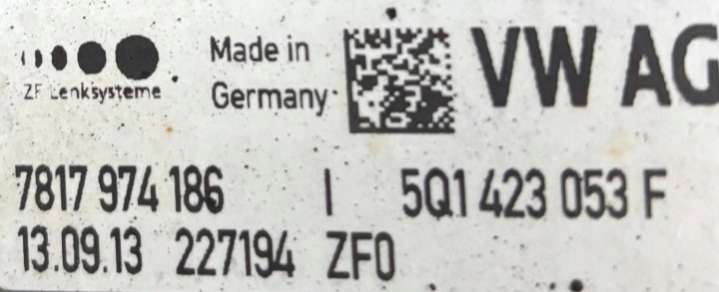 Made in VW AG
ZF Lenksysteme Germany
7817 974 186 I 5Q1 423 053 F
13.09.13 227194 ZF0